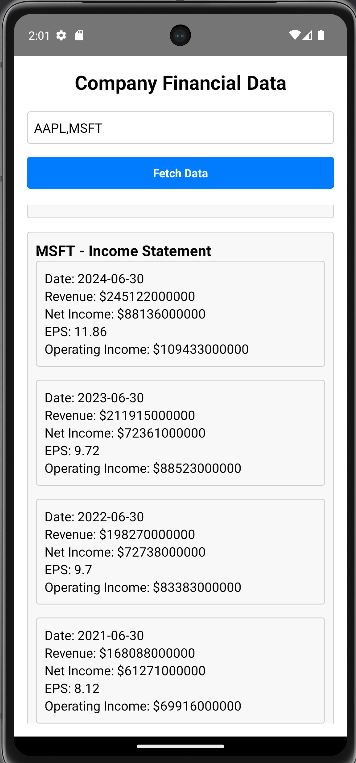 2:01
Company Financial Data
AAPL,MSFT
Fetch Data
MSFT - Income Statement
Date: 2024-06-30
Revenue: $245122000000
Net Income: $88136000000
EPS: 11.86
Operating Income: $109433000000
Date: 2023-06-30
Revenue: $211915000000
Net Income: $72361000000
EPS: 9.72
Operating Income: $88523000000
Date: 2022-06-30
Revenue: $198270000000
Net Income: $72738000000
EPS: 9.7
Operating Income: $83383000000
Date: 2021-06-30
Revenue: $168088000000
Net Income: $61271000000
EPS: 8.12
Operating Income: $69916000000